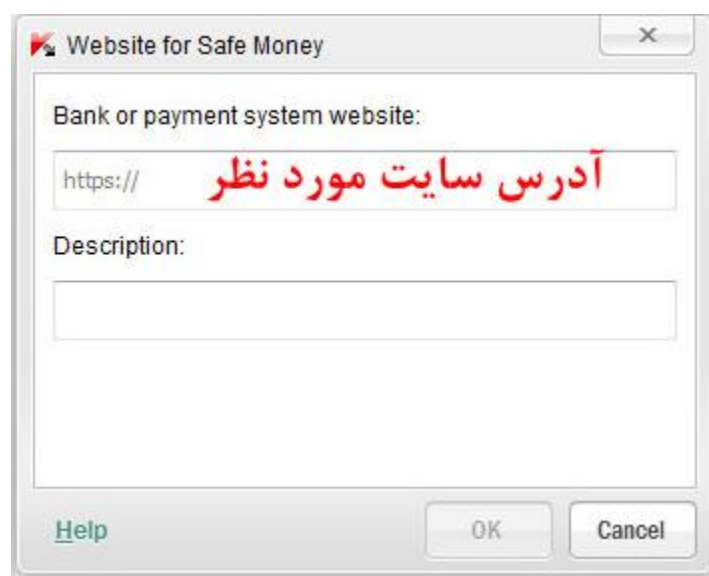 Website for Safe Money
Bank or payment system website:
https:// آدرس سایت مورد نظر
Description:
Help OK Cancel